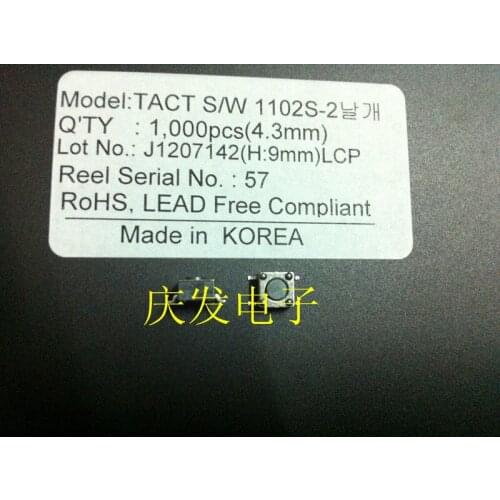 Model:TACT S/W 1102S-2날개
Q'TY : 1,000pcs(4.3mm)
Lot No.: J1207142(H:9mm)LCP
Reel Serial No. : 57
RoHS, LEAD Free Compliant
Made in KOREA
庆发电子